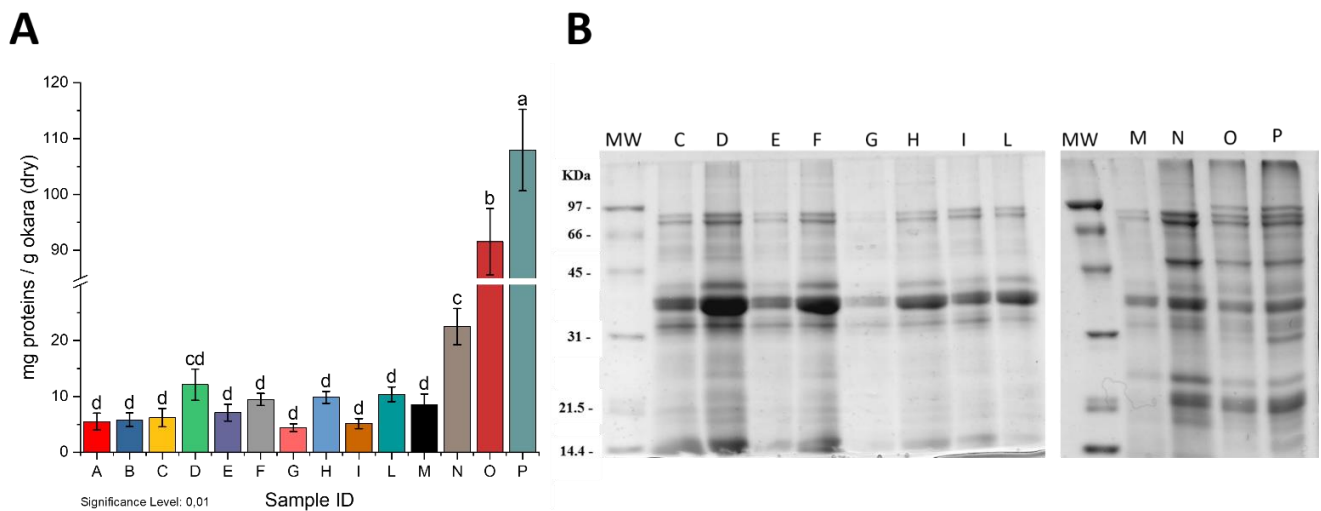 A
mg proteins / g okara (dry)
120
110
100
90
20
10
0
a
b
c
d d d cd d d d d d d d
A B C D E F G H I L M N O P
Significance Level: 0,01
Sample ID
B
MW C D E F G H I L
KDa
97 -
66 -
45 -
31 -
21.5 -
14.4 -
MW M N O P